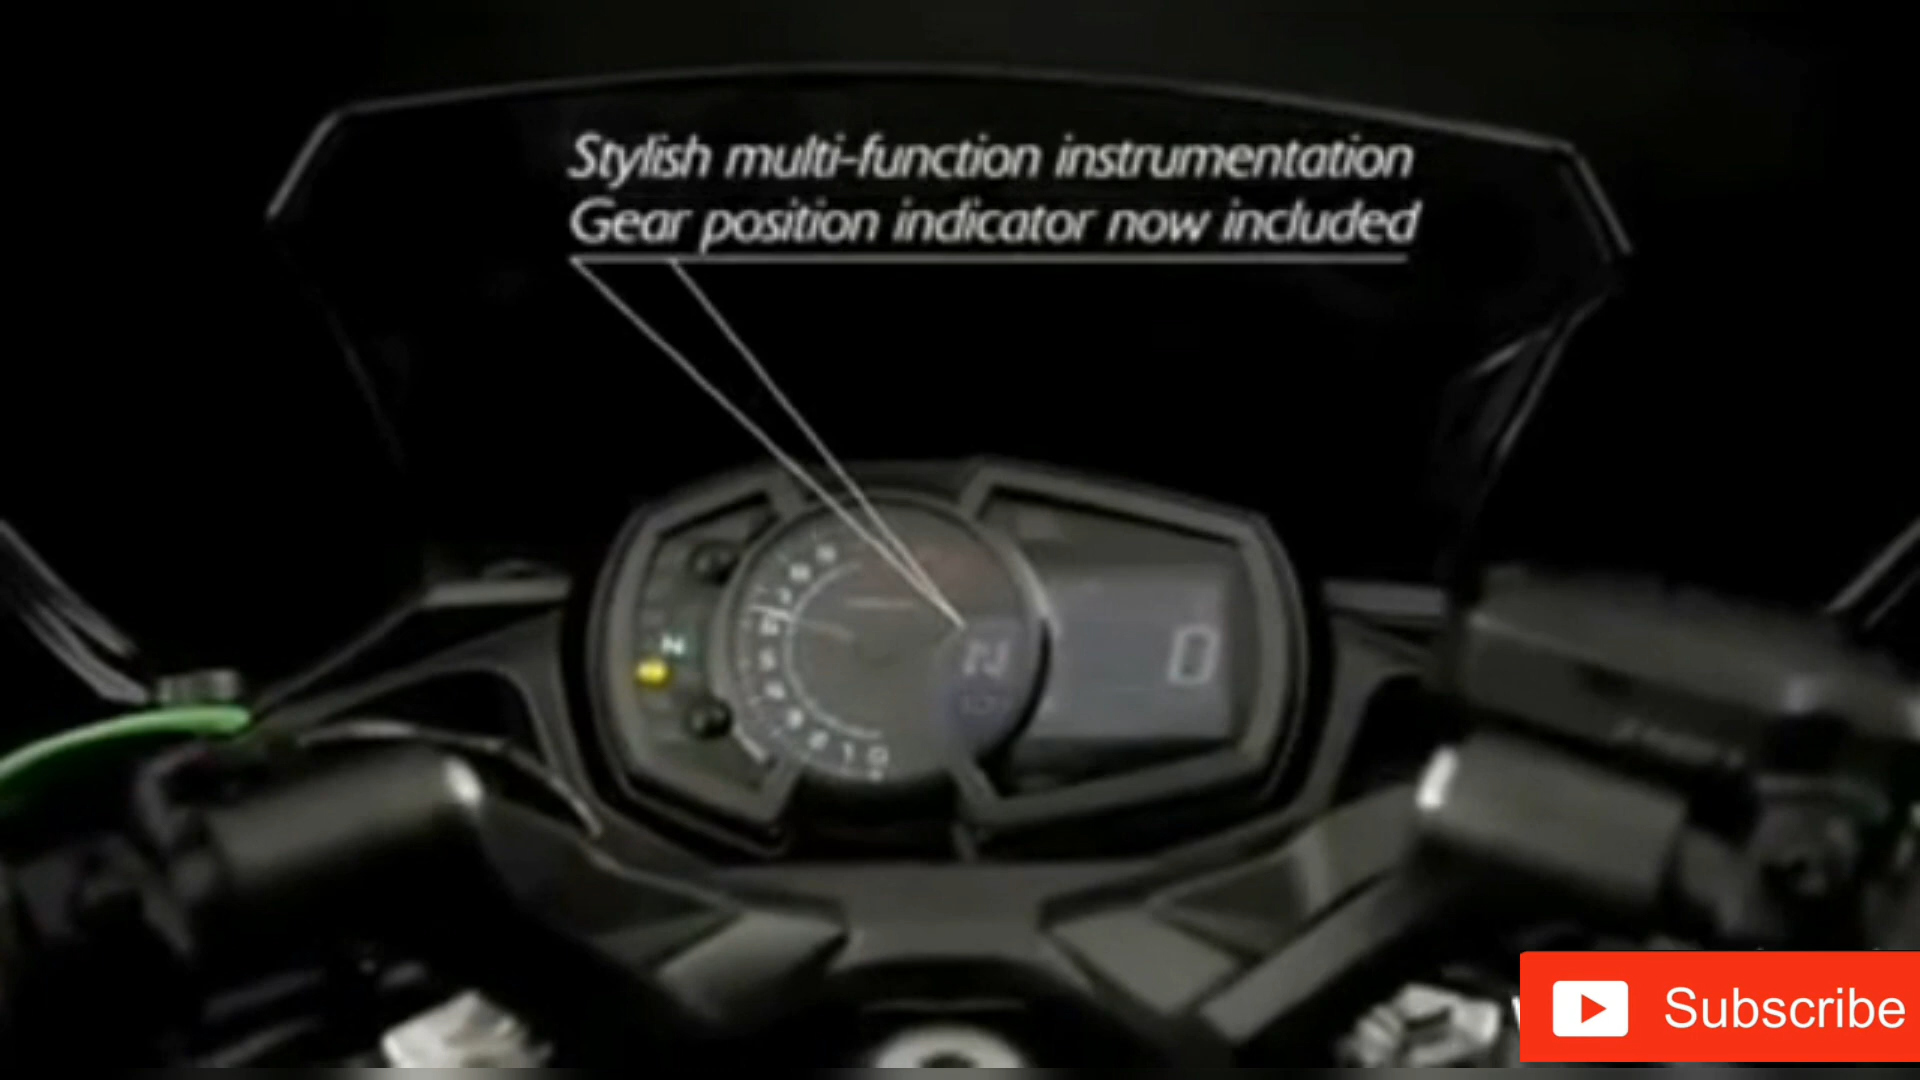 Stylish multi-function instrumentation
Gear position indicator now included
N
N
0
Subscribe